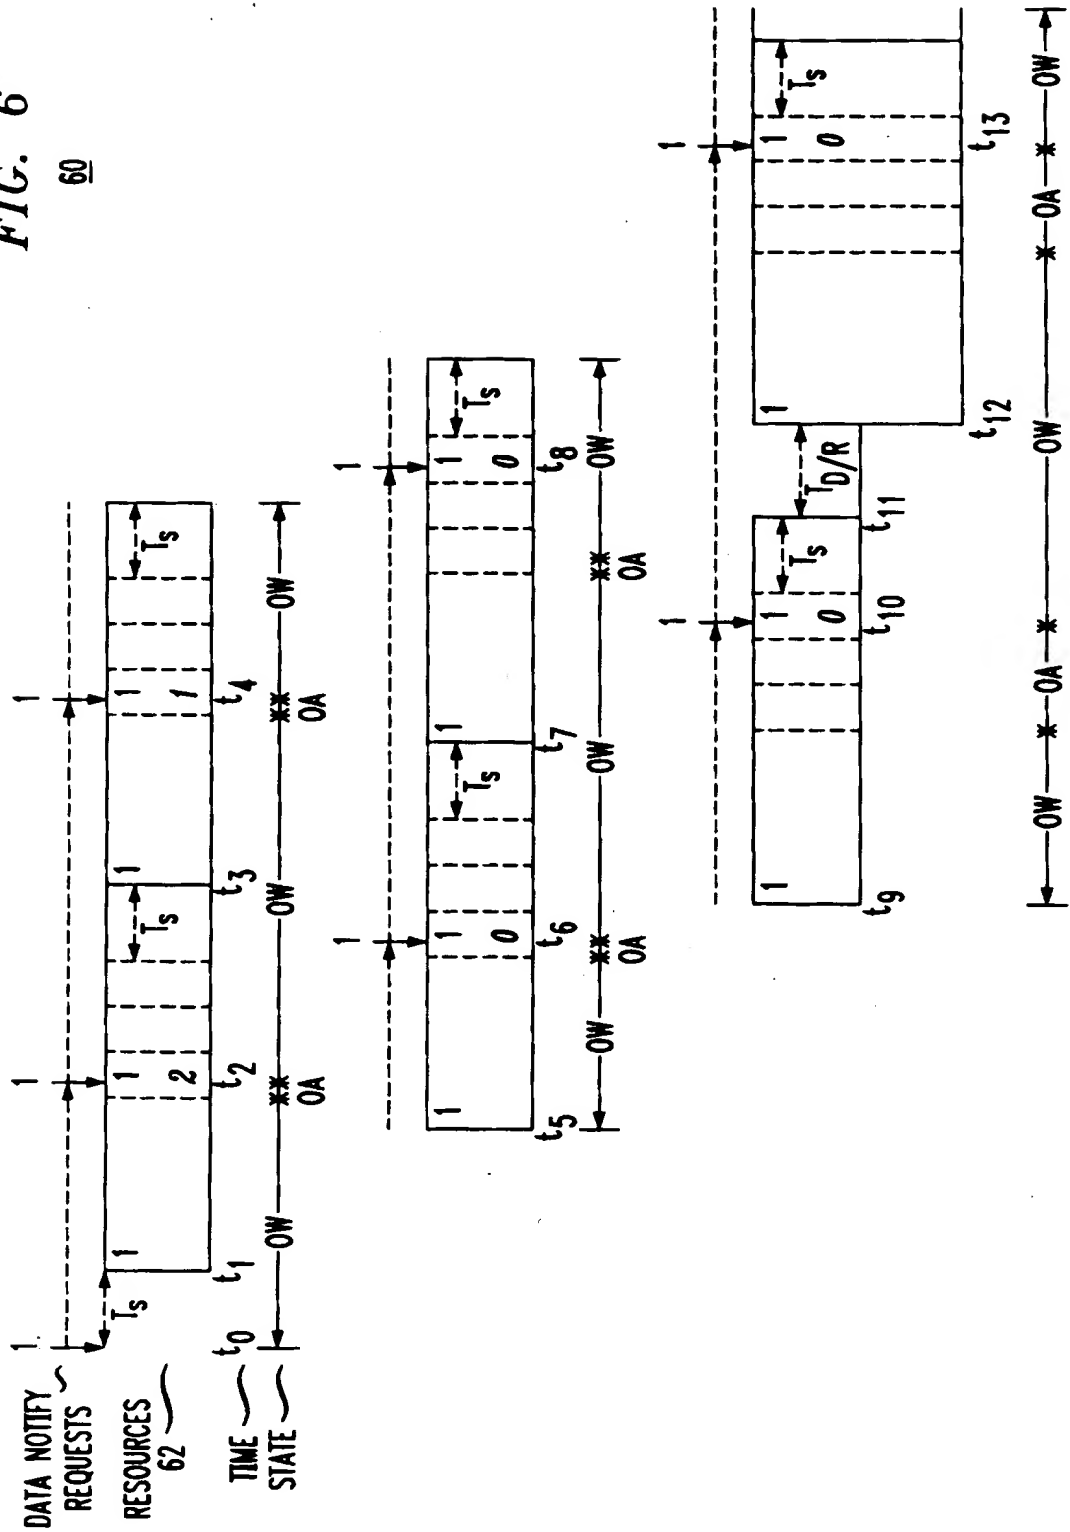 FIG. 6
60
DATA NOTIFY
REQUESTS
1 1 1
RESOURCES
62
Ts 1 1 Ts 1 1 Ts
2 1
TIME
t0 t1 t2 t3 t4
STATE
OW OA OW OA OW
1 1
1 1 Ts 1 1 Ts
0 0
t5 t6 t7 t8
OW OA OW OA OW
1 1
1 1 Ts TD/R 1 1 Ts
0 0
t9 t10 t11 t12 t13
OW OA OW OA OW